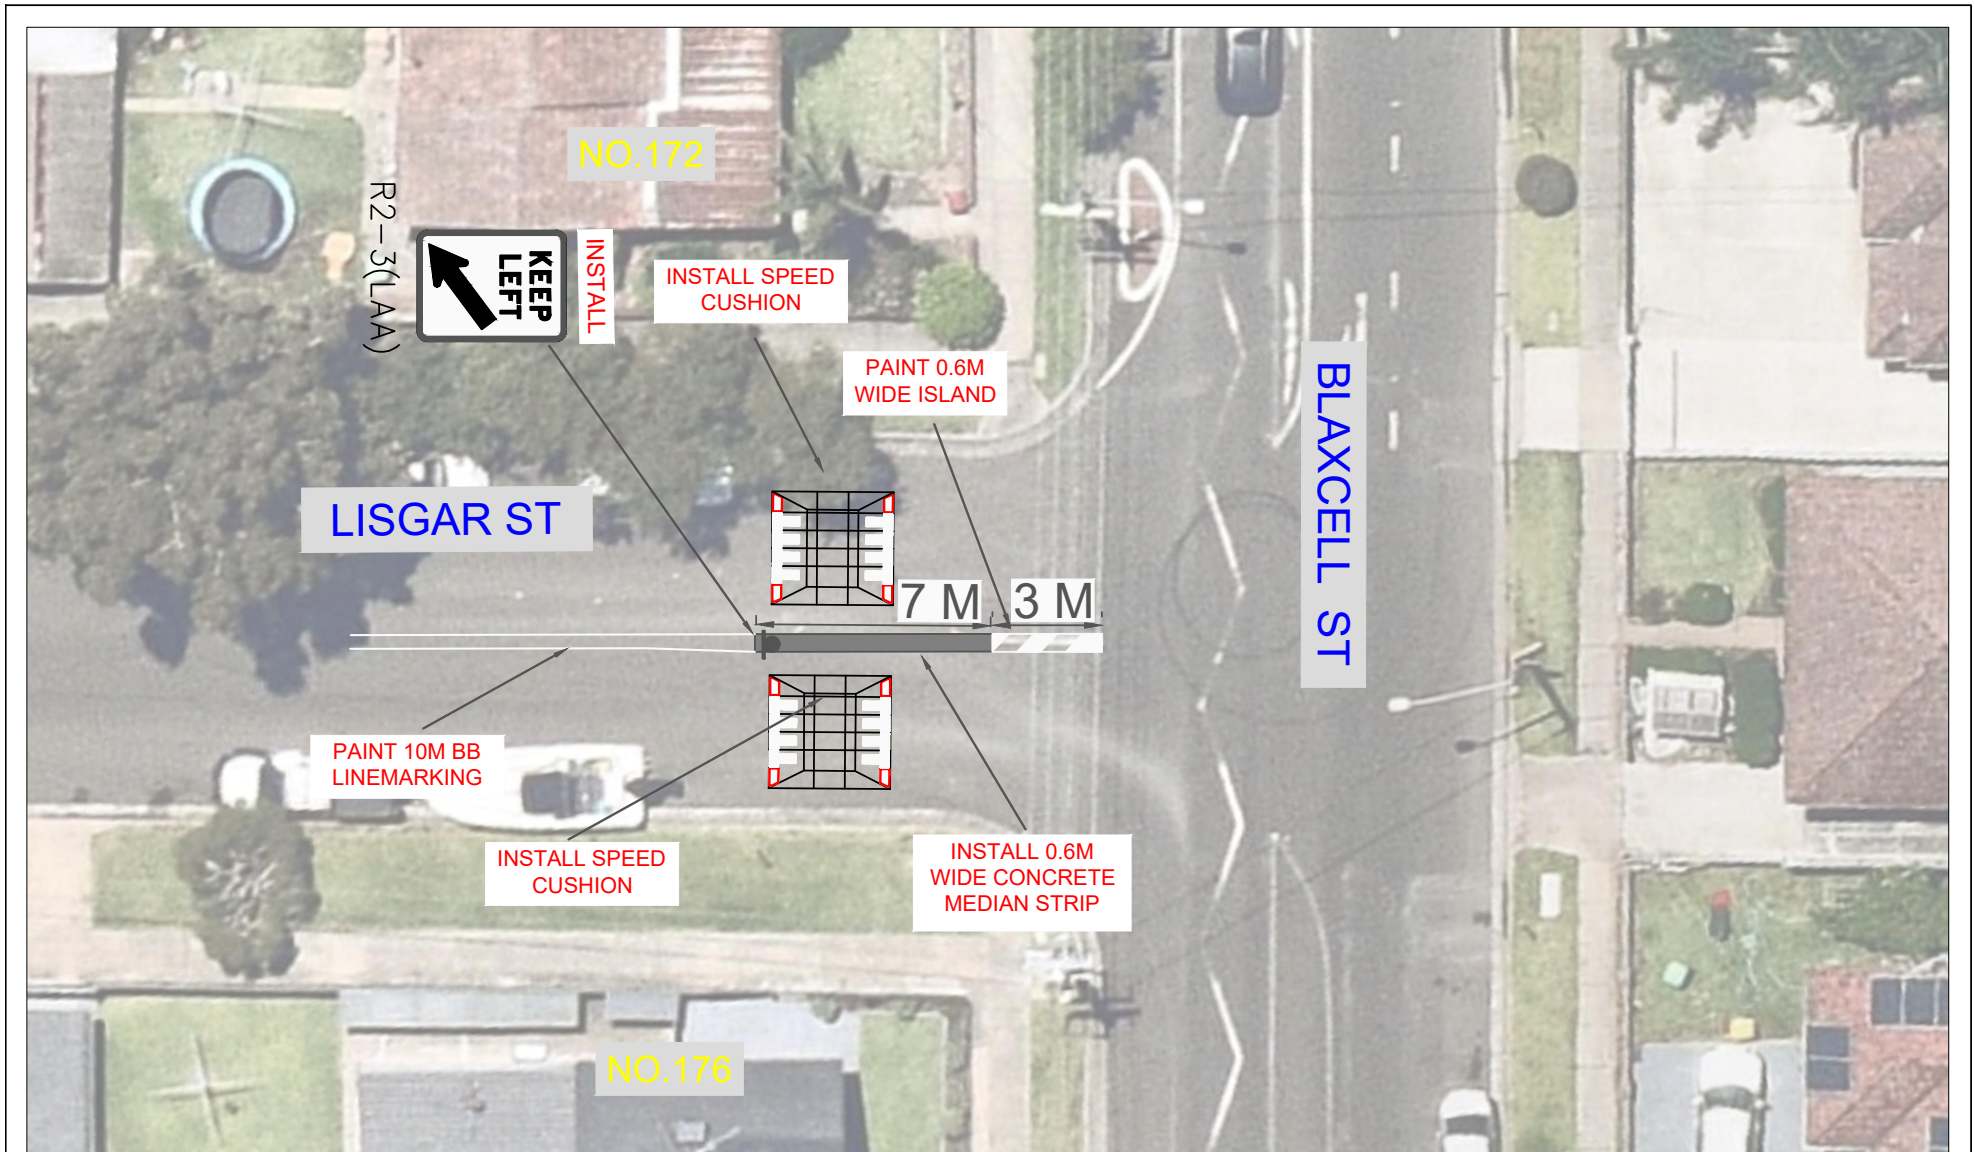 NO.172
R2-3(LAA)
KEEP
LEFT
INSTALL
INSTALL SPEED
CUSHION
PAINT 0.6M
WIDE ISLAND
BLAXCELL ST
LISGAR ST
7 M
3 M
PAINT 10M BB
LINEMARKING
INSTALL SPEED
CUSHION
INSTALL 0.6M
WIDE CONCRETE
MEDIAN STRIP
NO.176